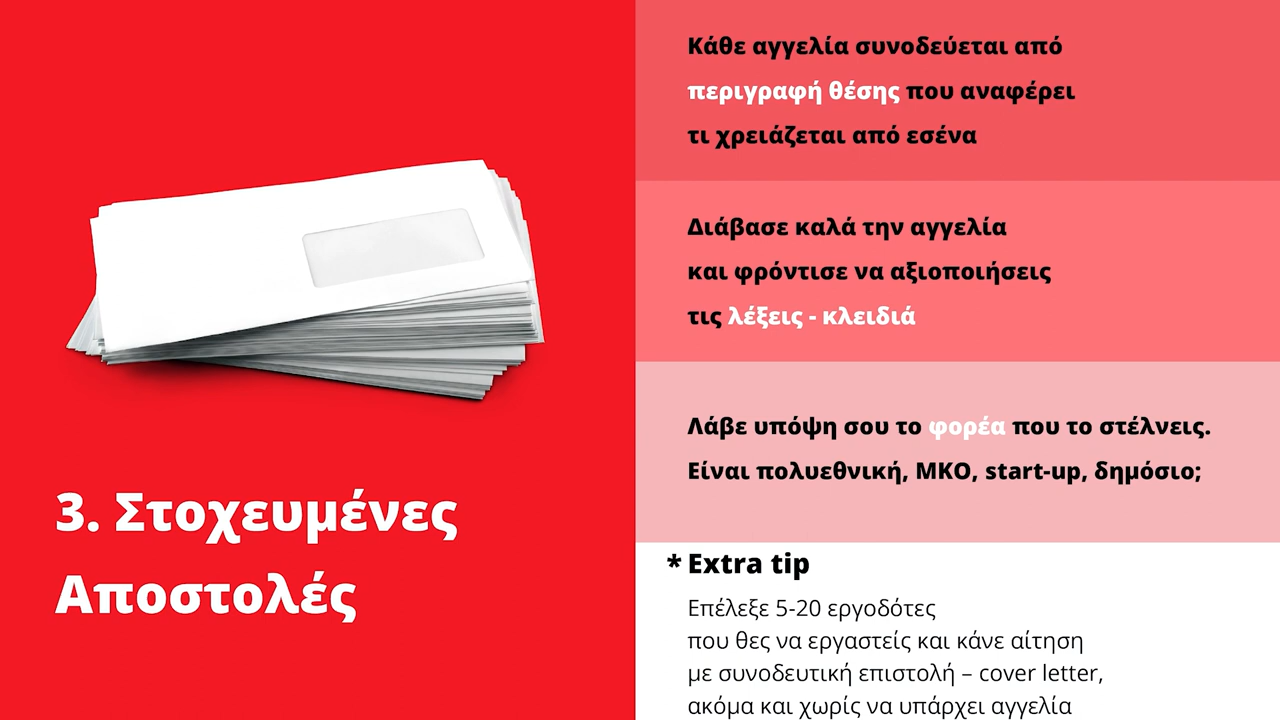 3. Στοχευμένες
Αποστολές
Κάθε αγγελία συνοδεύεται από
περιγραφή θέσης που αναφέρει
τι χρειάζεται από εσένα
Διάβασε καλά την αγγελία
και φρόντισε να αξιοποιήσεις
τις λέξεις - κλειδιά
Λάβε υπόψη σου το φορέα που το στέλνεις.
Είναι πολυεθνική, ΜΚΟ, start-up, δημόσιο;
* Extra tip
Επέλεξε 5-20 εργοδότες
που θες να εργαστείς και κάνε αίτηση
με συνοδευτική επιστολή – cover letter,
ακόμα και χωρίς να υπάρχει αγγελία